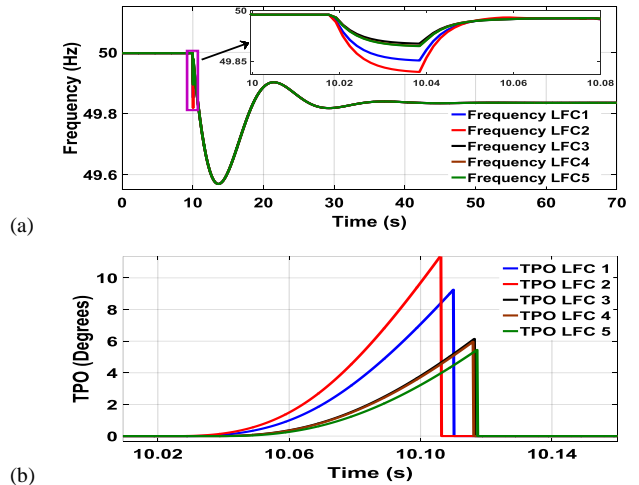 (a)
Frequency (Hz)
50
49.8
49.6
50
49.85
10
10.02
10.04
10.06
10.08
Frequency LFC1
Frequency LFC2
Frequency LFC3
Frequency LFC4
Frequency LFC5
0 10 20 30 40 50 60 70
Time (s)
(b)
TPO (Degrees)
10
8
6
4
2
0
TPO LFC 1
TPO LFC 2
TPO LFC 3
TPO LFC 4
TPO LFC 5
10.02 10.06 10.10 10.14
Time (s)